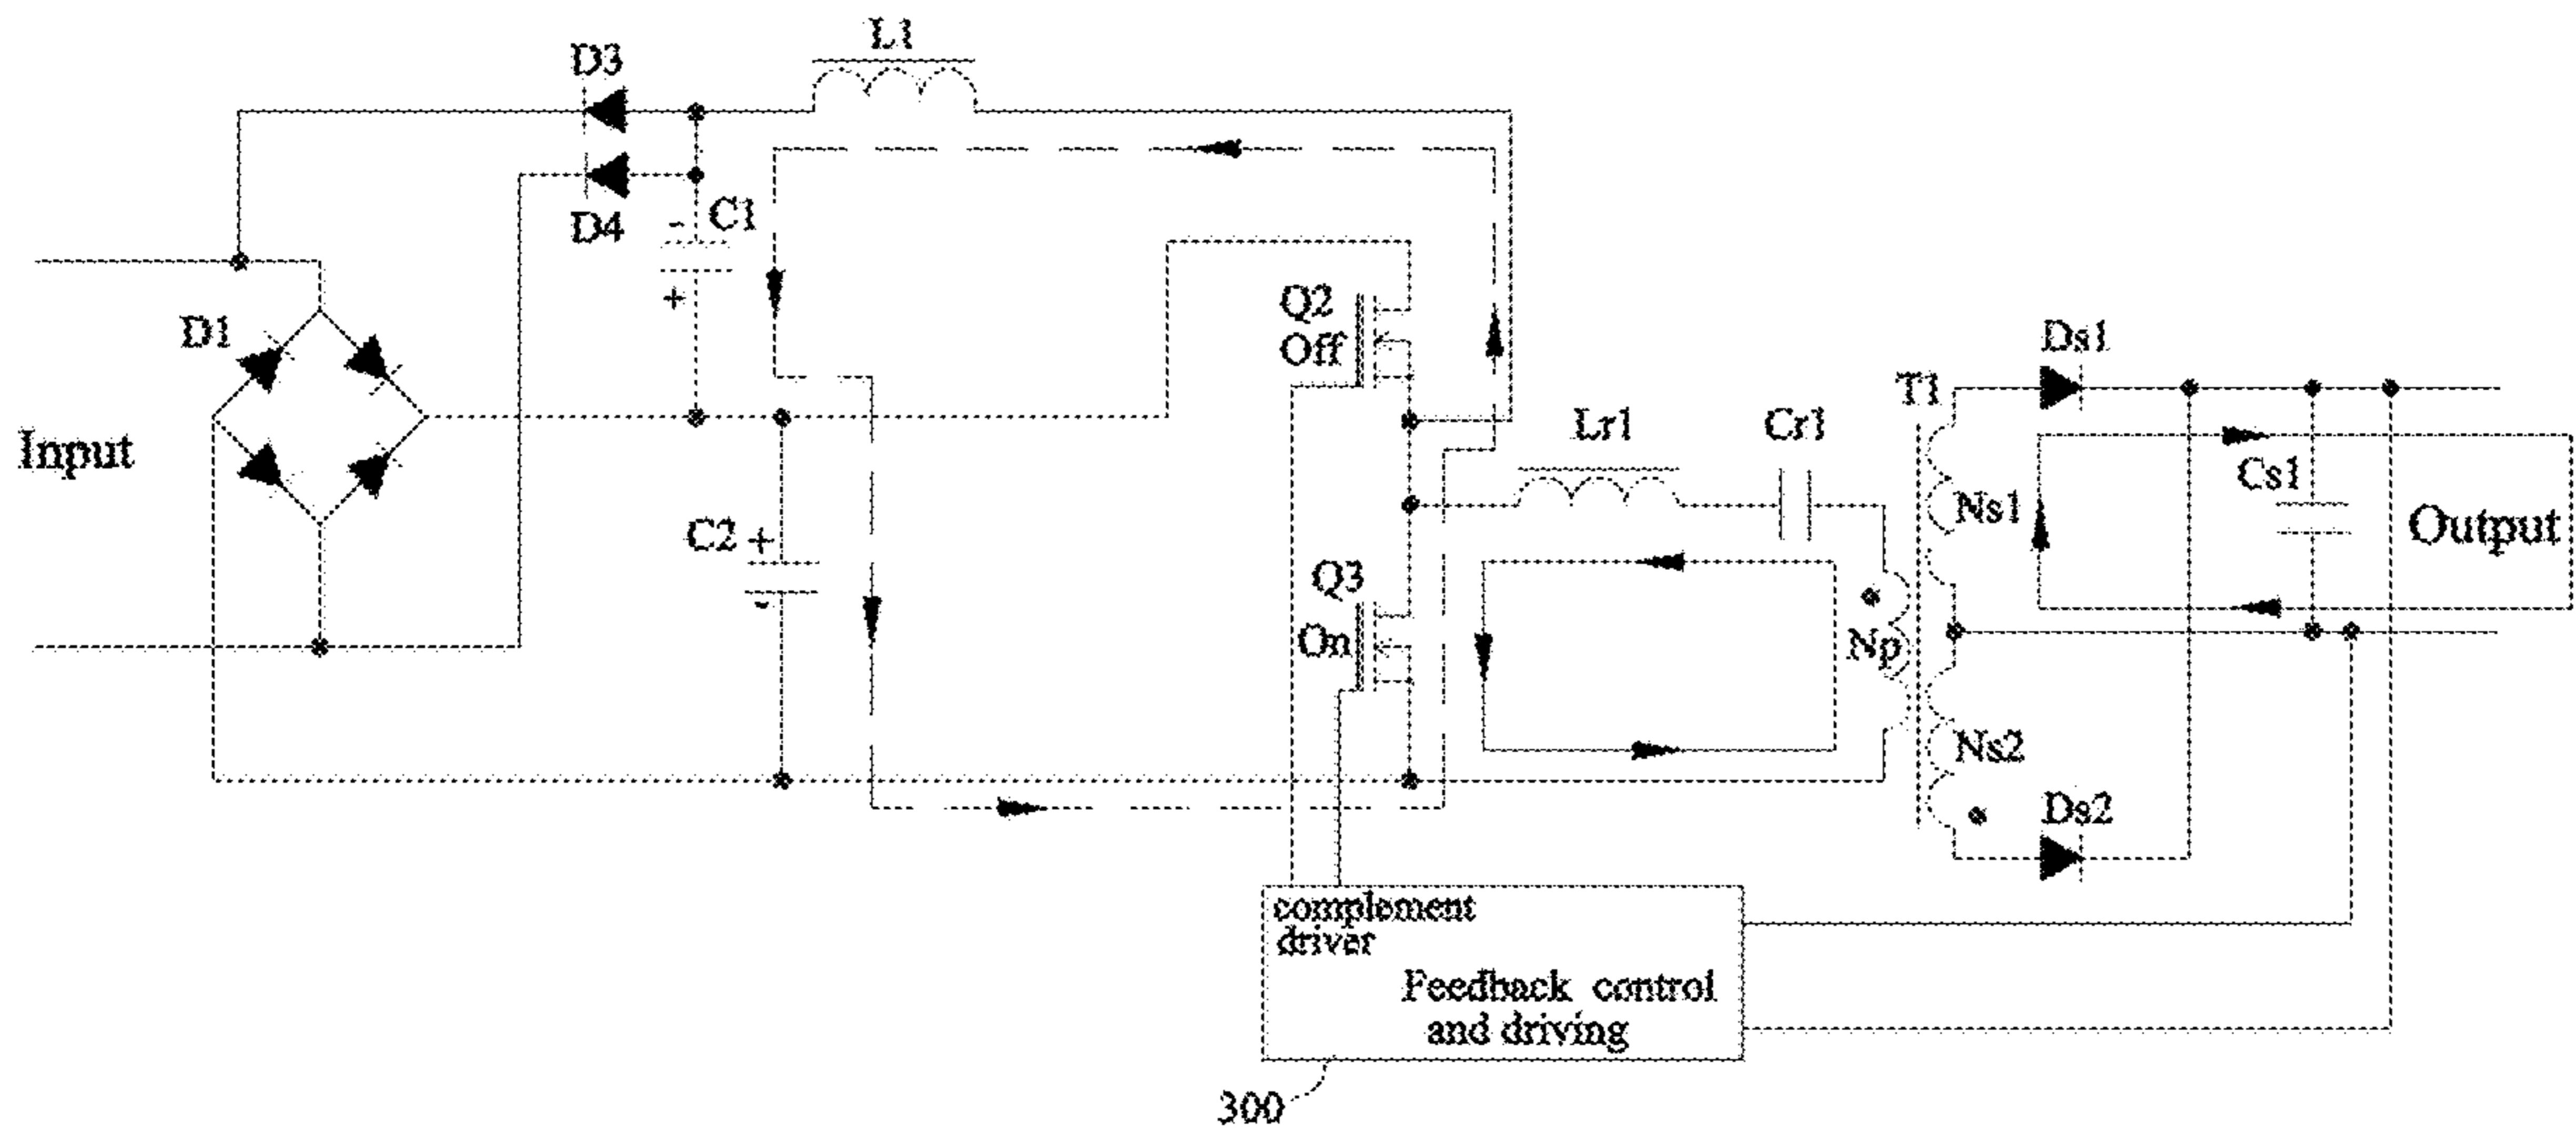 L1
D3
D4
- C1
+
D1
Input
C2 +
-
Q2
Off
Q3
On
Lr1
Cr1
T1
Ds1
Ns1
Cs1
Output
Np
Ns2
Ds2
complement
driver
Feedback control
and driving
300